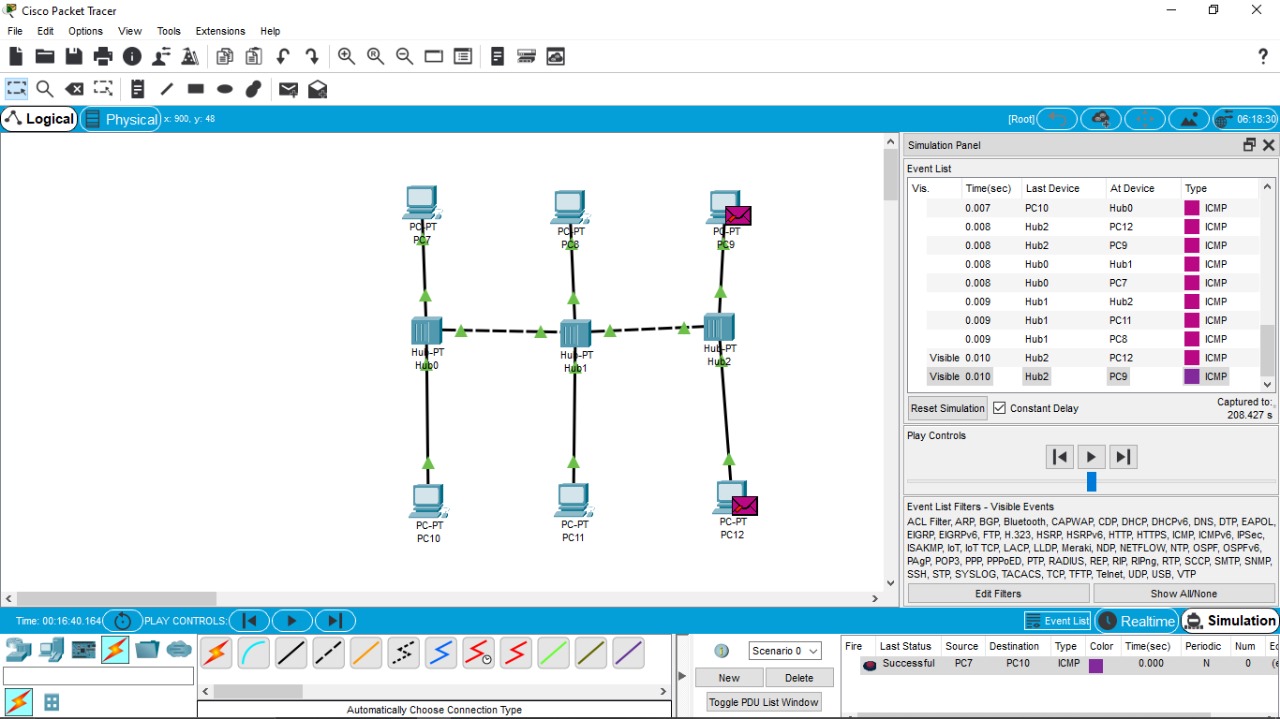 Cisco Packet Tracer
File Edit Options View Tools Extensions Help
?
Logical Physical x: 900, y: 48 [Root] 06:18:30
Simulation Panel
Event List
Vis. Time(sec) Last Device At Device Type
0.007 PC10 Hub0 ICMP
0.008 Hub2 PC12 ICMP
0.008 Hub2 PC9 ICMP
0.008 Hub0 Hub1 ICMP
0.008 Hub0 PC7 ICMP
0.009 Hub1 Hub2 ICMP
0.009 Hub1 PC11 ICMP
0.009 Hub1 PC8 ICMP
Visible 0.010 Hub2 PC12 ICMP
Visible 0.010 Hub2 PC9 ICMP
Reset Simulation Constant Delay Captured to:
208.427 s
Play Controls
Event List Filters - Visible Events
ACL Filter, ARP, BGP, Bluetooth, CAPWAP, CDP, DHCP, DHCPv6, DNS, DTP, EAPOL,
EIGRP, EIGRPv6, FTP, H.323, HSRP, HSRPv6, HTTP, HTTPS, ICMP, ICMPv6, IPSec,
ISAKMP, IoT, IoT TCP, LACP, LLDP, Meraki, NDP, NETFLOW, NTP, OSPF, OSPFv6,
PAgP, POP3, PPP, PPPoED, PTP, RADIUS, REP, RIP, RIPng, RTP, SCCP, SMTP, SNMP,
SSH, STP, SYSLOG, TACACS, TCP, TFTP, Telnet, UDP, USB, VTP
Edit Filters Show All/None
PC-PT PC-PT PC-PT
PC7 PC8 PC9
Hub-PT Hub-PT Hub-PT
Hub0 Hub1 Hub2
PC-PT PC-PT PC-PT
PC10 PC11 PC12
Time: 00:16:40.164 PLAY CONTROLS: Event List Realtime Simulation
Scenario 0
New Delete
Toggle PDU List Window
Fire Last Status Source Destination Type Color Time(sec) Periodic Num
Successful PC7 PC10 ICMP 0.000 N 0
Automatically Choose Connection Type